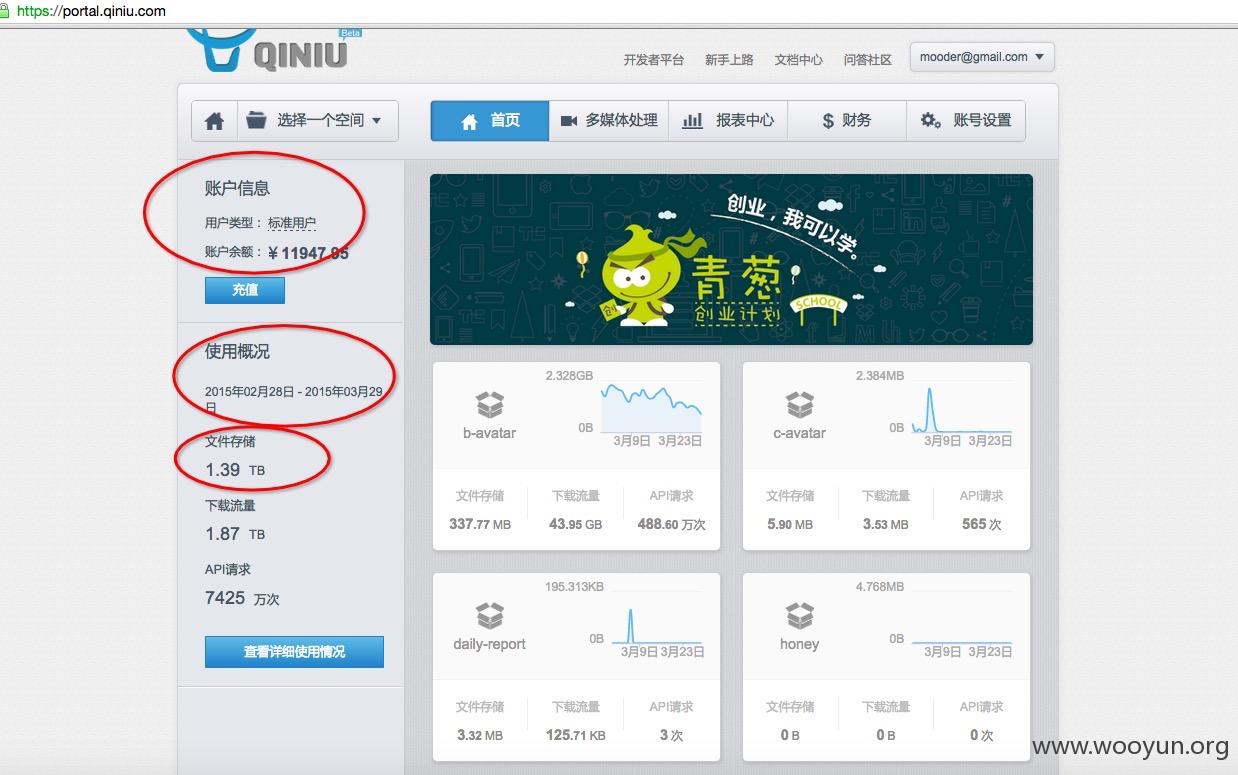 https://portal.qiniu.com
QINIU
Beta
开发者平台 新手上路 文档中心 问答社区 mooder@gmail.com
选择一个空间
首页 多媒体处理 报表中心 $ 财务 账号设置
账户信息
用户类型： 标准用户
账户余额： ¥ 11947.95
充值
使用概况
2015年02月28日 - 2015年03月29
日
文件存储
1.39 TB
下载流量
1.87 TB
API请求
7425 万次
查看详细使用情况
创业，我可以学。
青葱
创业计划
创
SCHOOL
b-avatar
2.328GB
0B
3月9日 3月23日
文件存储 下载流量 API请求
337.77 MB 43.95 GB 488.60 万次
c-avatar
2.384MB
0B
3月9日 3月23日
文件存储 下载流量 API请求
5.90 MB 3.53 MB 565 次
daily-report
195.313KB
0B
3月9日 3月23日
文件存储 下载流量 API请求
3.32 MB 125.71 KB 3 次
honey
4.768MB
0B
3月9日 3月23日
文件存储 下载流量 API请求
0 B 0 B 0 次
www.wooyun.org